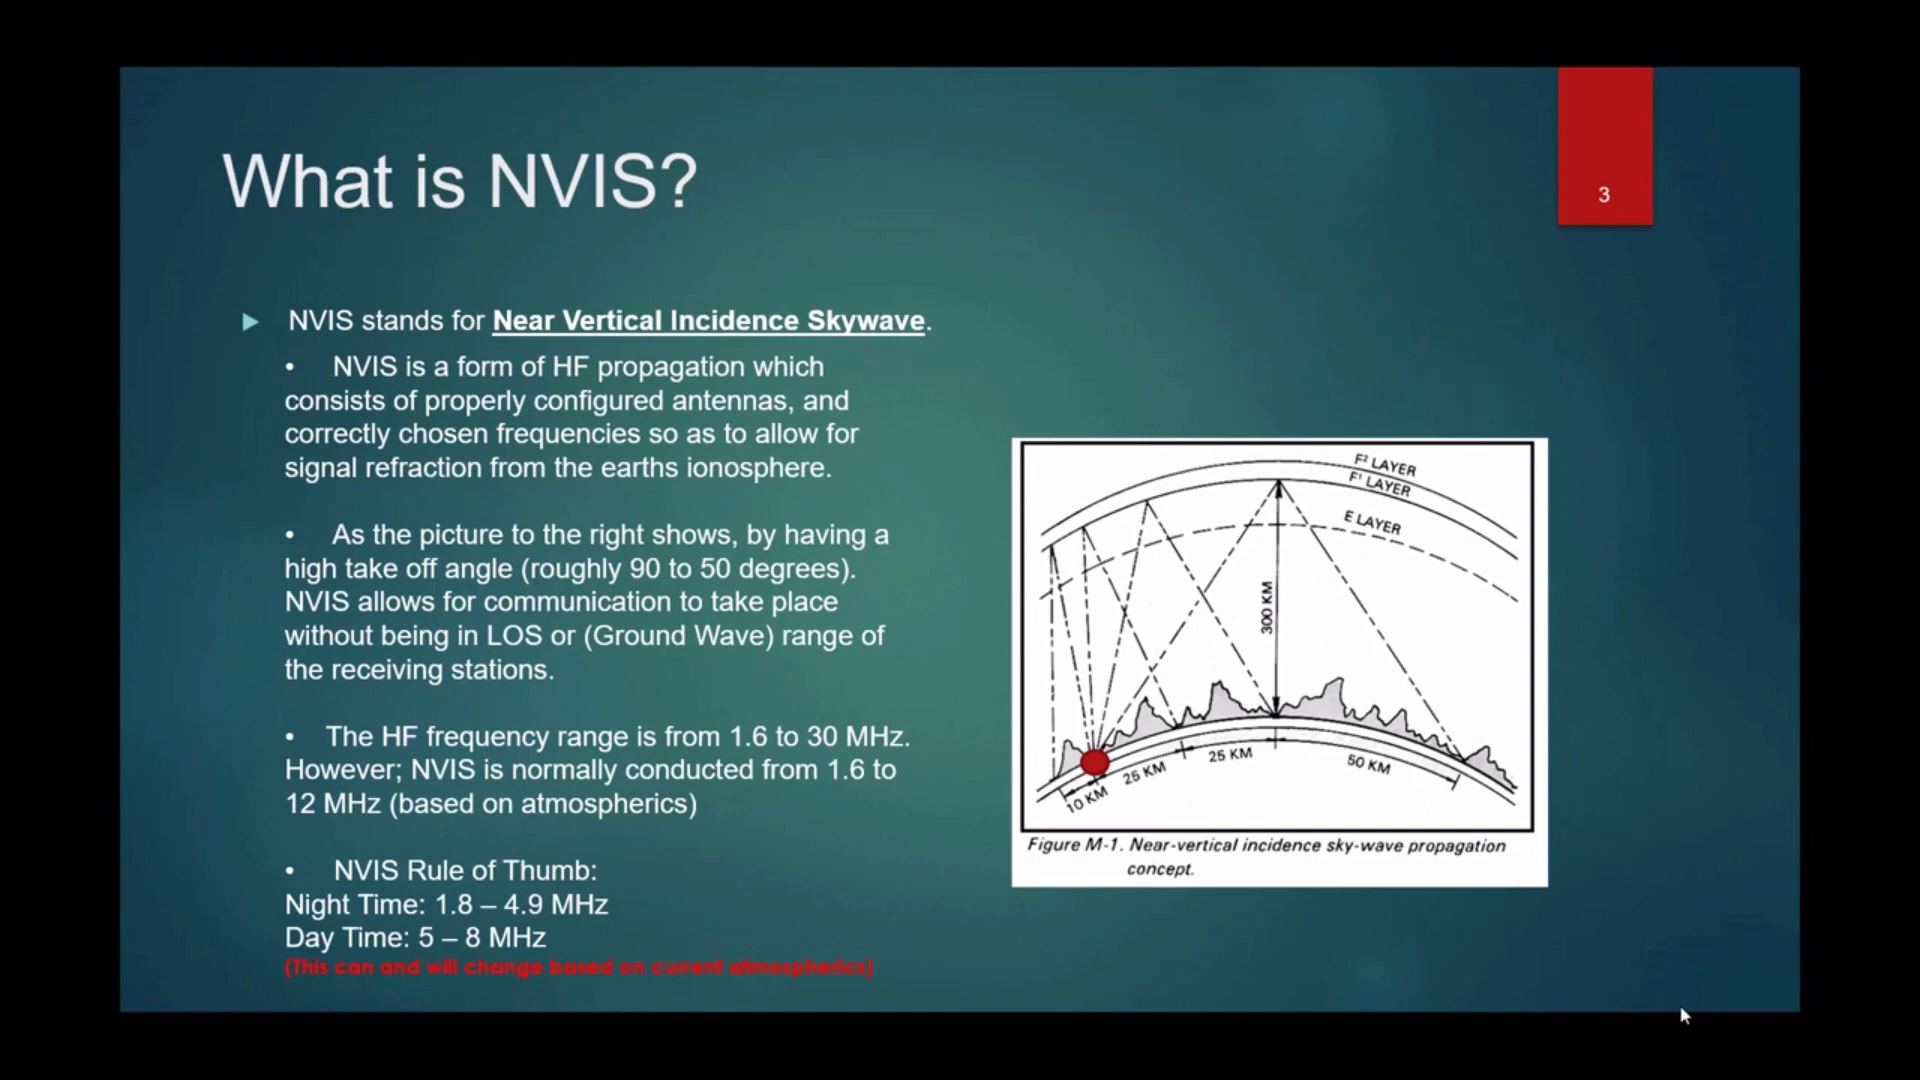 What is NVIS?
3
NVIS stands for Near Vertical Incidence Skywave.
• NVIS is a form of HF propagation which
consists of properly configured antennas, and
correctly chosen frequencies so as to allow for
signal refraction from the earths ionosphere.
• As the picture to the right shows, by having a
high take off angle (roughly 90 to 50 degrees).
NVIS allows for communication to take place
without being in LOS or (Ground Wave) range of
the receiving stations.
• The HF frequency range is from 1.6 to 30 MHz.
However; NVIS is normally conducted from 1.6 to
12 MHz (based on atmospherics)
• NVIS Rule of Thumb:
Night Time: 1.8 – 4.9 MHz
Day Time: 5 – 8 MHz
(This can and will change based on current atmospherics)
F² LAYER
F¹ LAYER
E LAYER
300 KM
10 KM
25 KM
25 KM
50 KM
Figure M-1. Near-vertical incidence sky-wave propagation
concept.